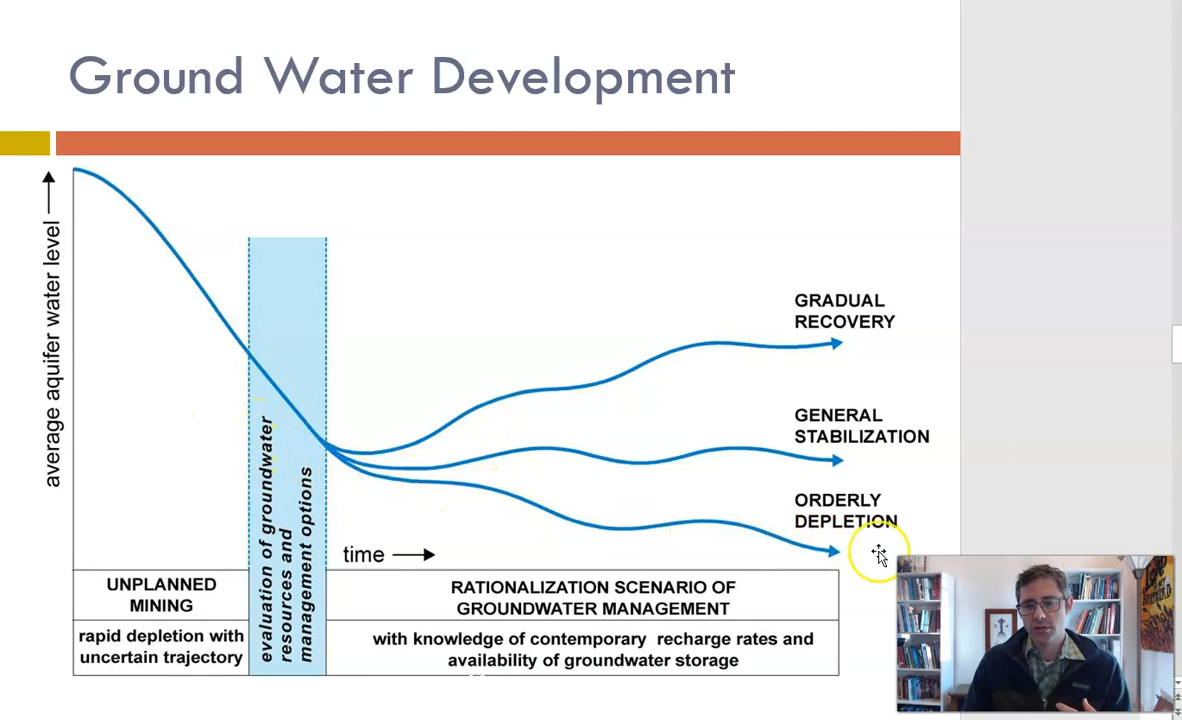 Ground Water Development
average aquifer water level
GRADUAL
RECOVERY
GENERAL
STABILIZATION
ORDERLY
DEPLETION
time
evaluation of groundwater
resources and
management options
UNPLANNED
MINING
RATIONALIZATION SCENARIO OF
GROUNDWATER MANAGEMENT
rapid depletion with
uncertain trajectory
with knowledge of contemporary recharge rates and
availability of groundwater storage